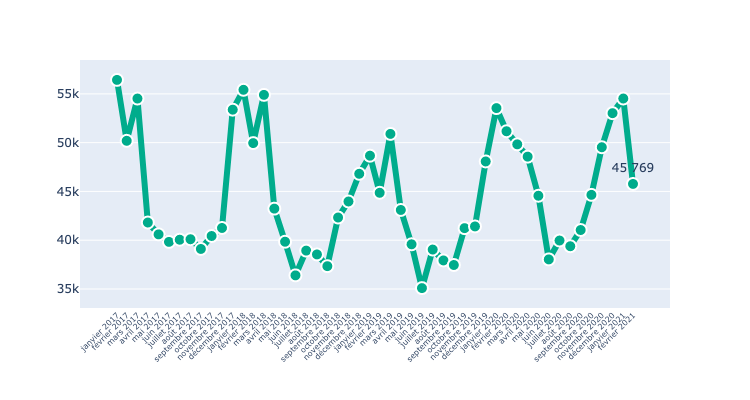 55k
50k
45k
40k
35k
45,769
janvier 2017
février 2017
mars 2017
avril 2017
mai 2017
juin 2017
juillet 2017
août 2017
septembre 2017
octobre 2017
novembre 2017
décembre 2017
janvier 2018
février 2018
mars 2018
avril 2018
mai 2018
juin 2018
juillet 2018
août 2018
septembre 2018
octobre 2018
novembre 2018
décembre 2018
janvier 2019
février 2019
mars 2019
avril 2019
mai 2019
juin 2019
juillet 2019
août 2019
septembre 2019
octobre 2019
novembre 2019
décembre 2019
janvier 2020
février 2020
mars 2020
avril 2020
mai 2020
juin 2020
juillet 2020
août 2020
septembre 2020
octobre 2020
novembre 2020
décembre 2020
janvier 2021
février 2021